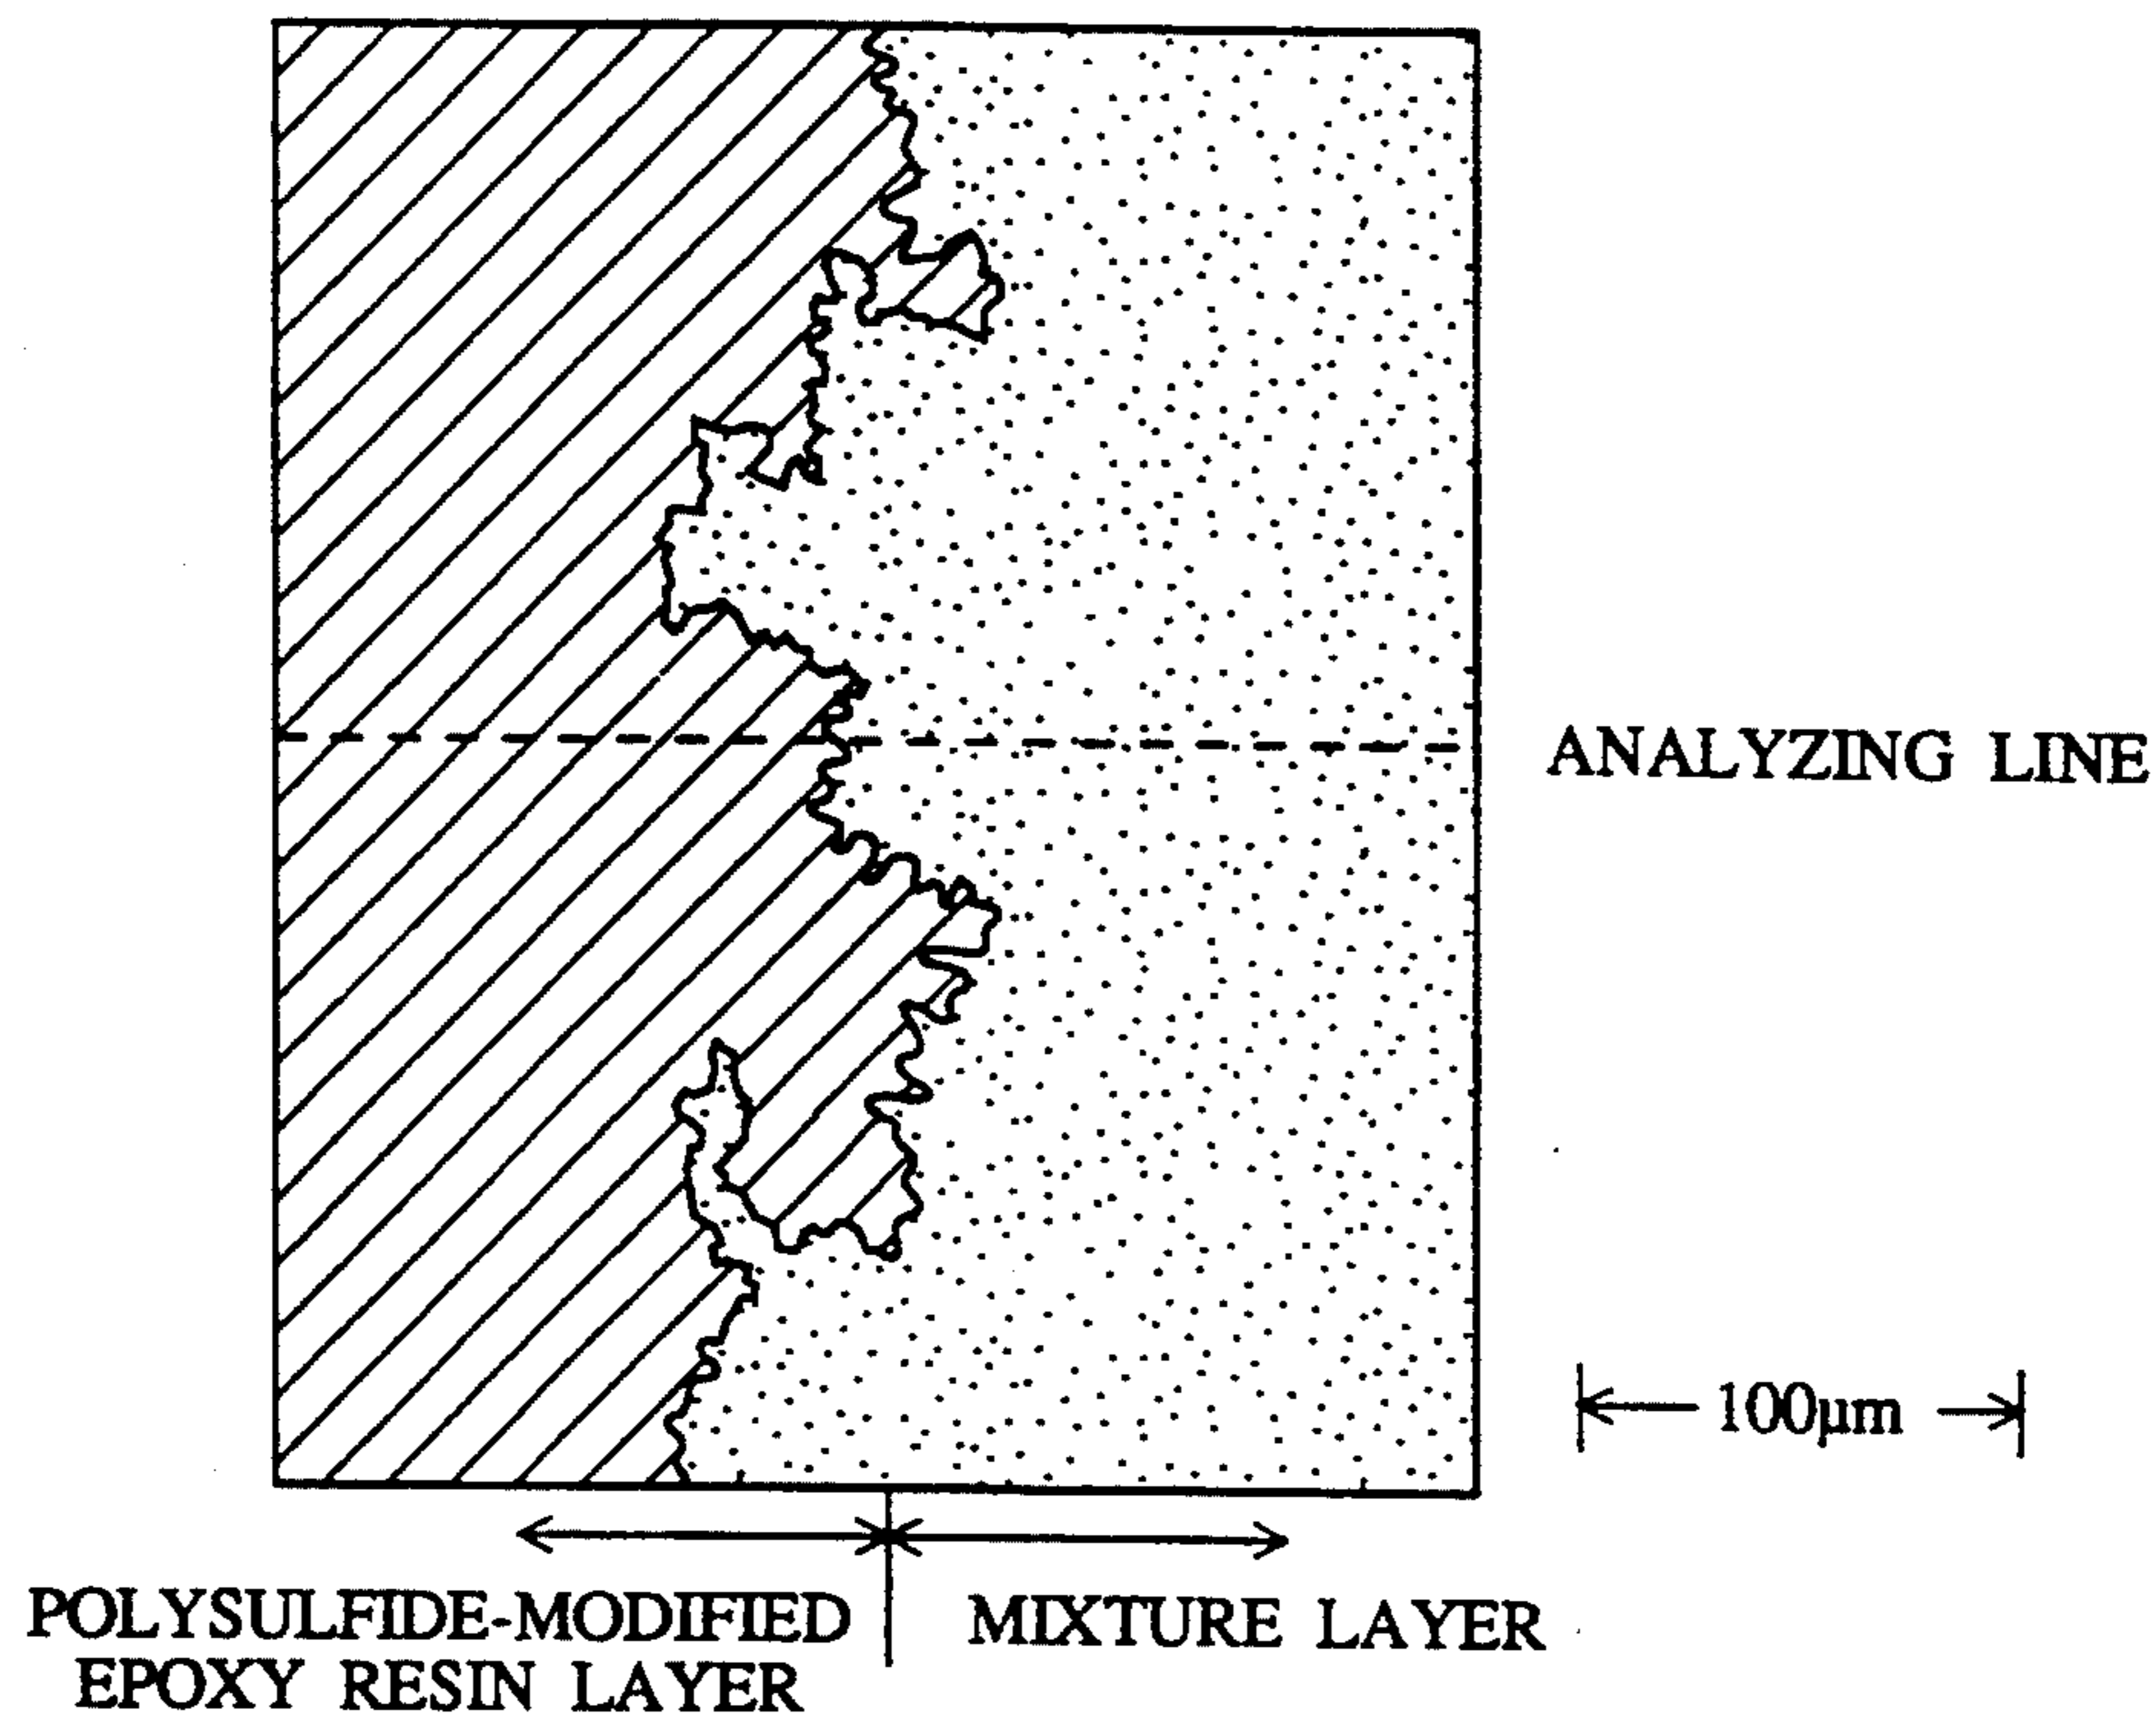 ANALYZING LINE
100μm
POLYSULFIDE-MODIFIED
EPOXY RESIN LAYER
MIXTURE LAYER